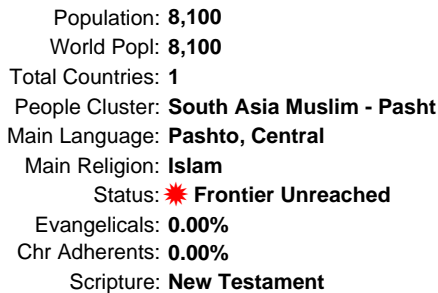 Population: 8,100
World Popl: 8,100
Total Countries: 1
People Cluster: South Asia Muslim - Pasht
Main Language: Pashto, Central
Main Religion: Islam
Status: Frontier Unreached
Evangelicals: 0.00%
Chr Adherents: 0.00%
Scripture: New Testament